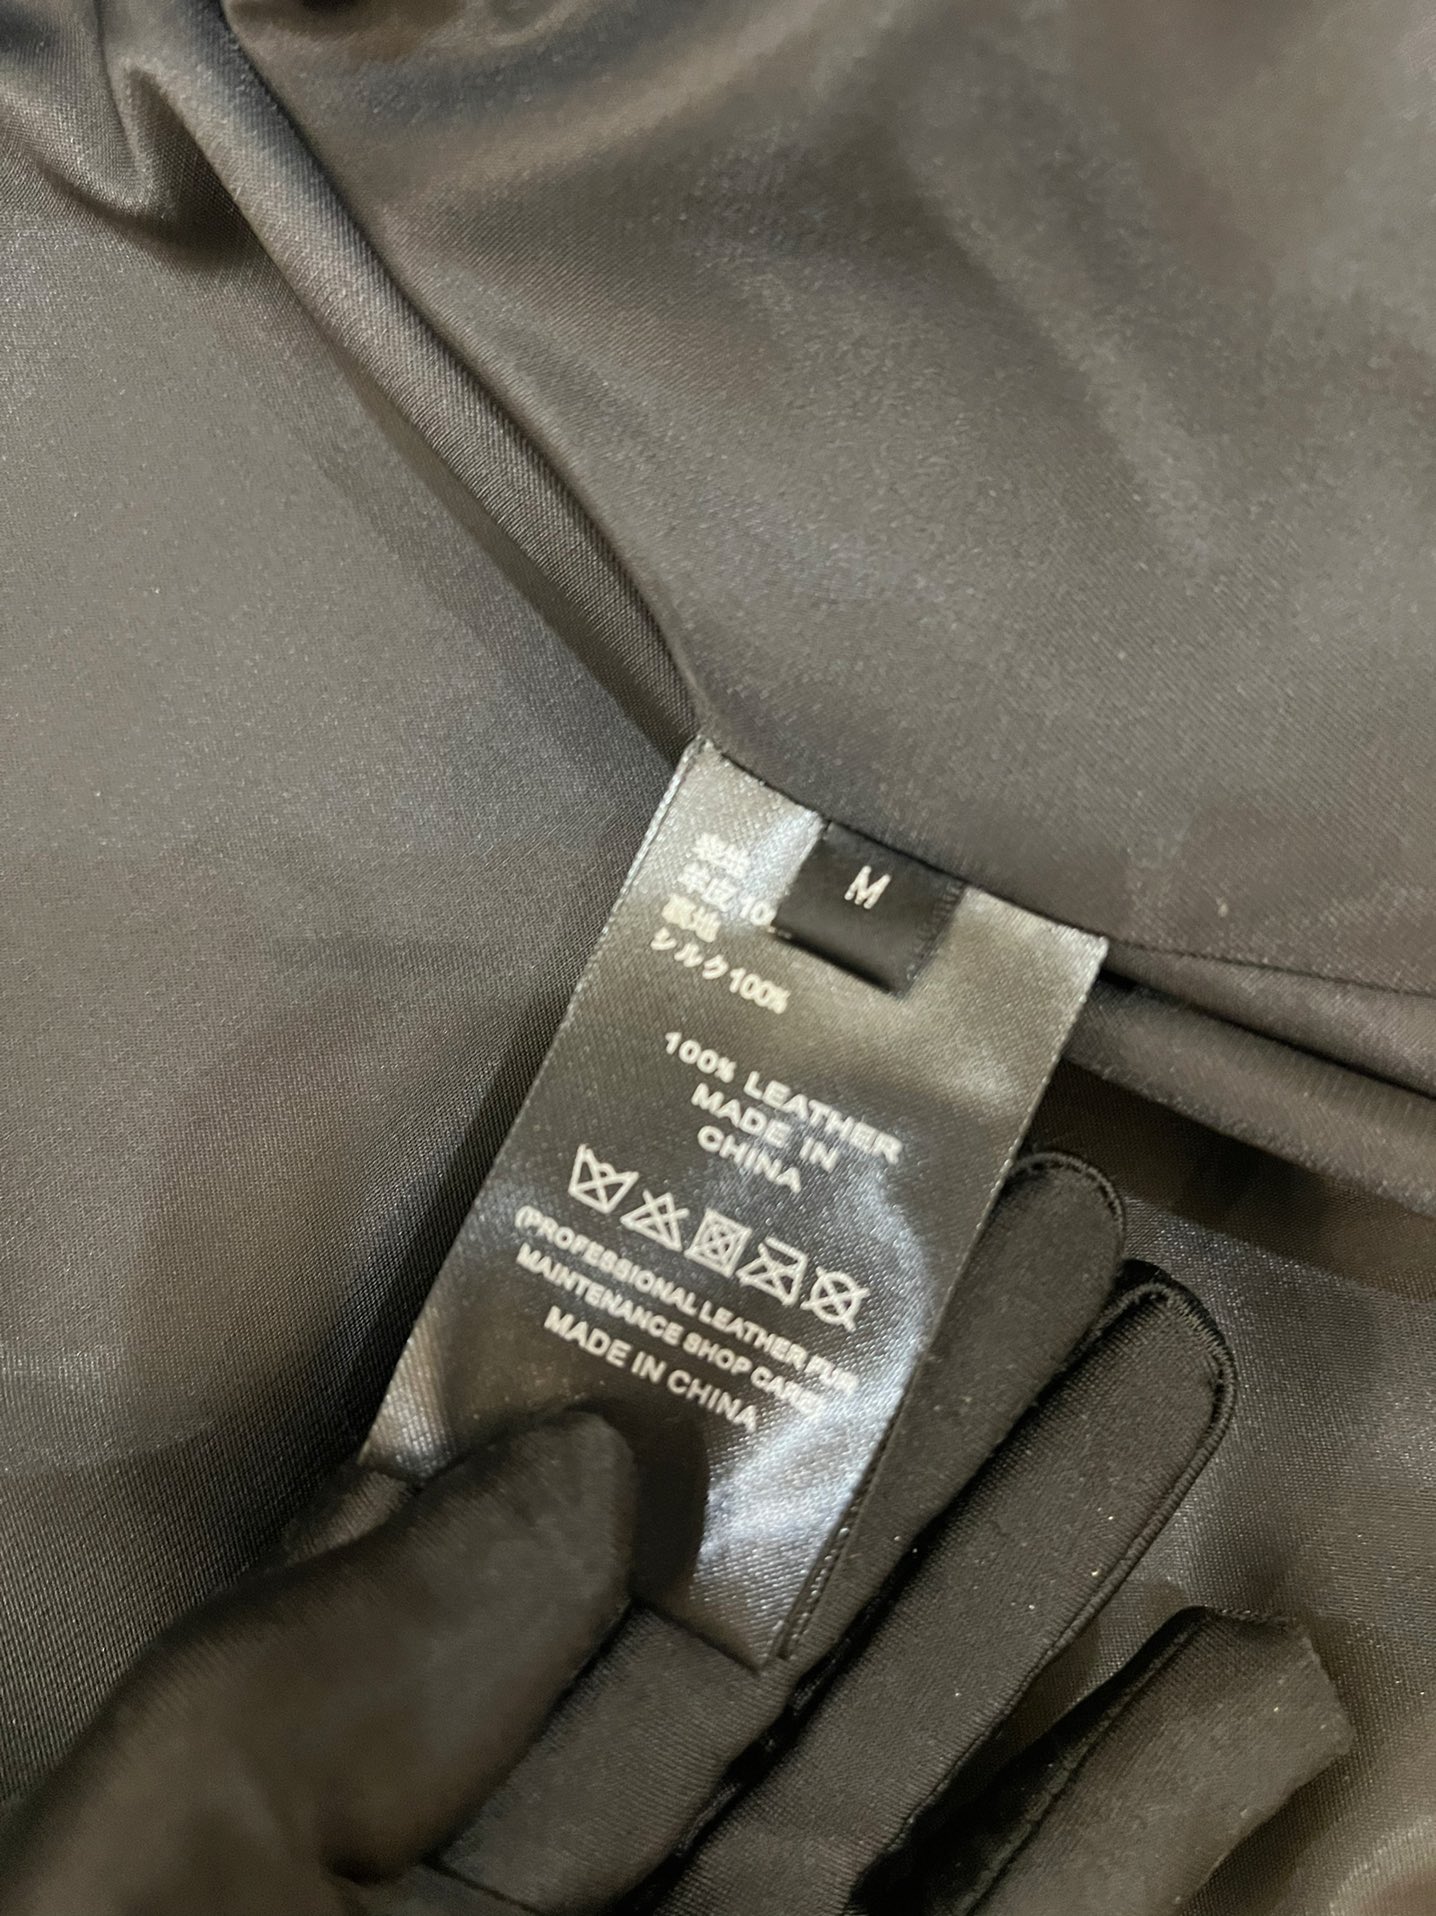 M
シルク100%
100% LEATHER
MADE IN
CHINA
(PROFESSIONAL LEATHER FUR
MAINTENANCE SHOP CARE)
MADE IN CHINA